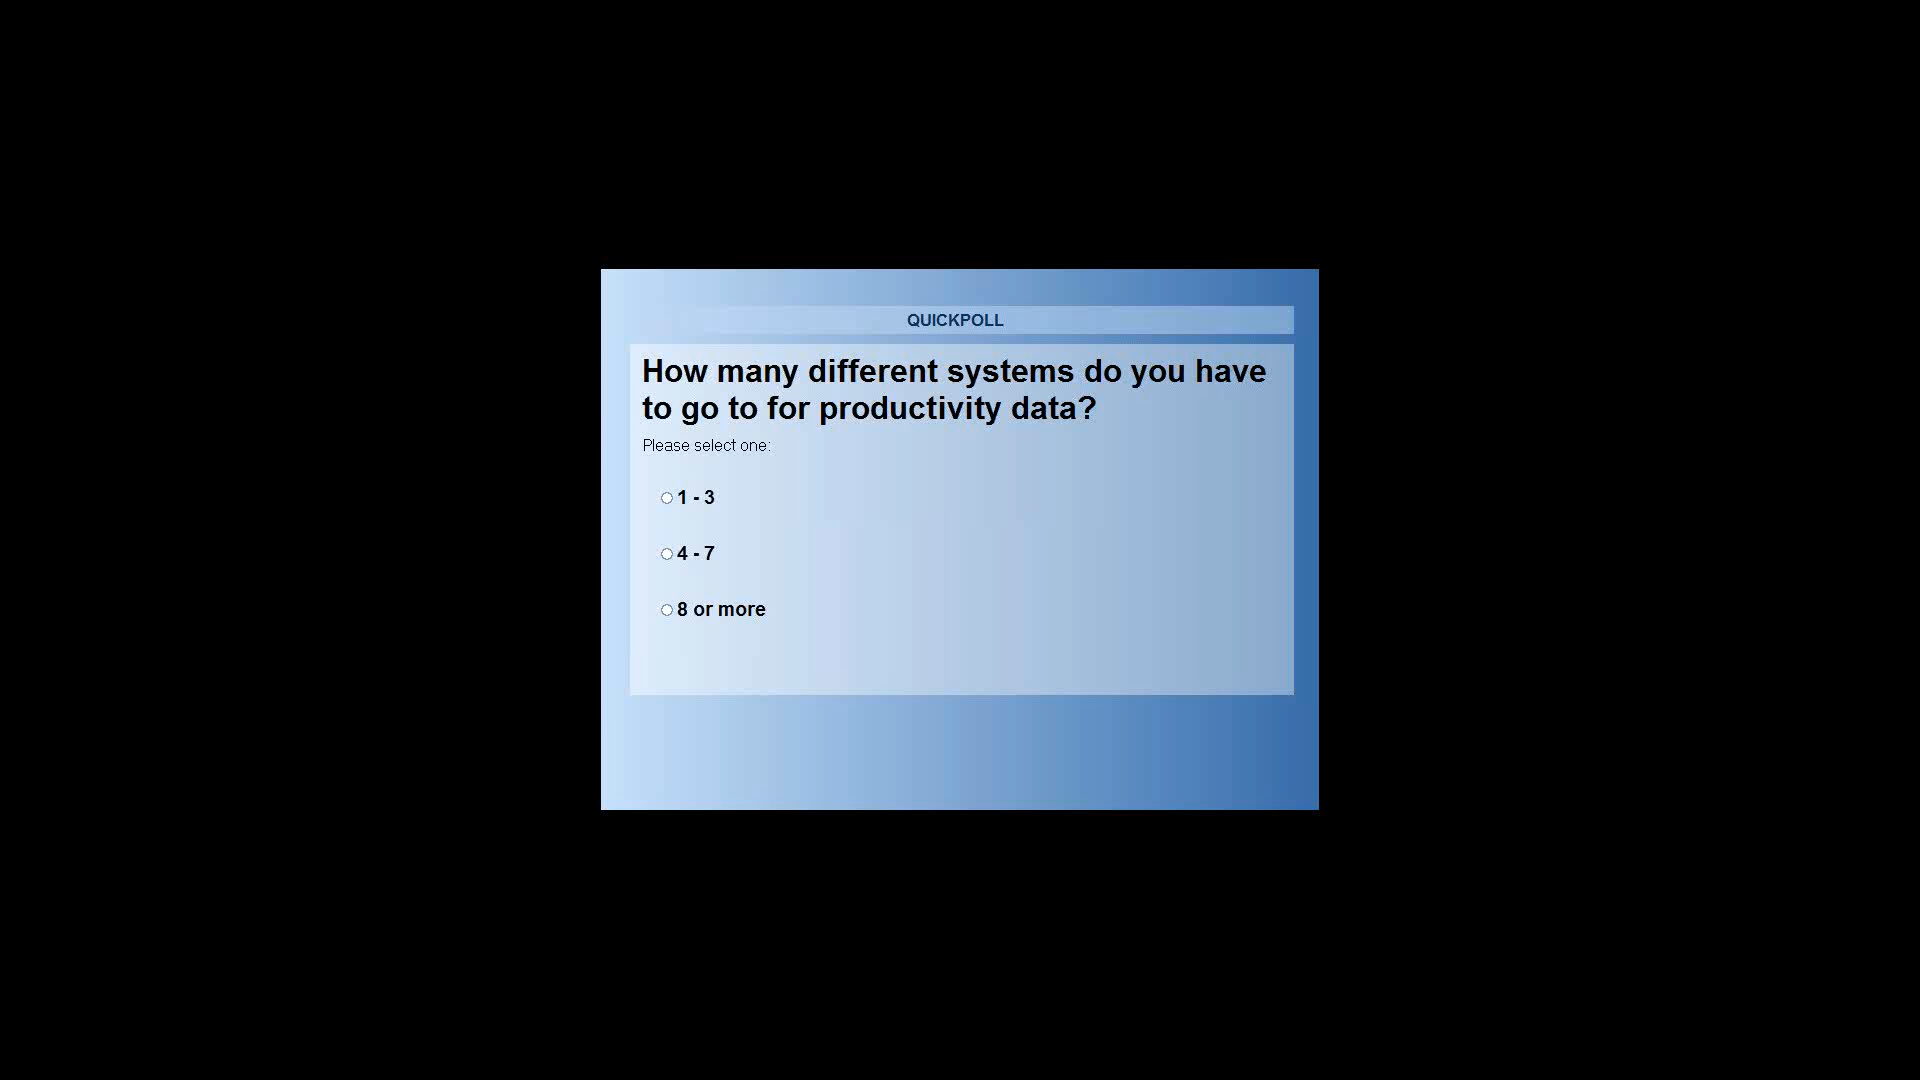 QUICKPOLL
How many different systems do you have
to go to for productivity data?
Please select one:
1 - 3
4 - 7
8 or more